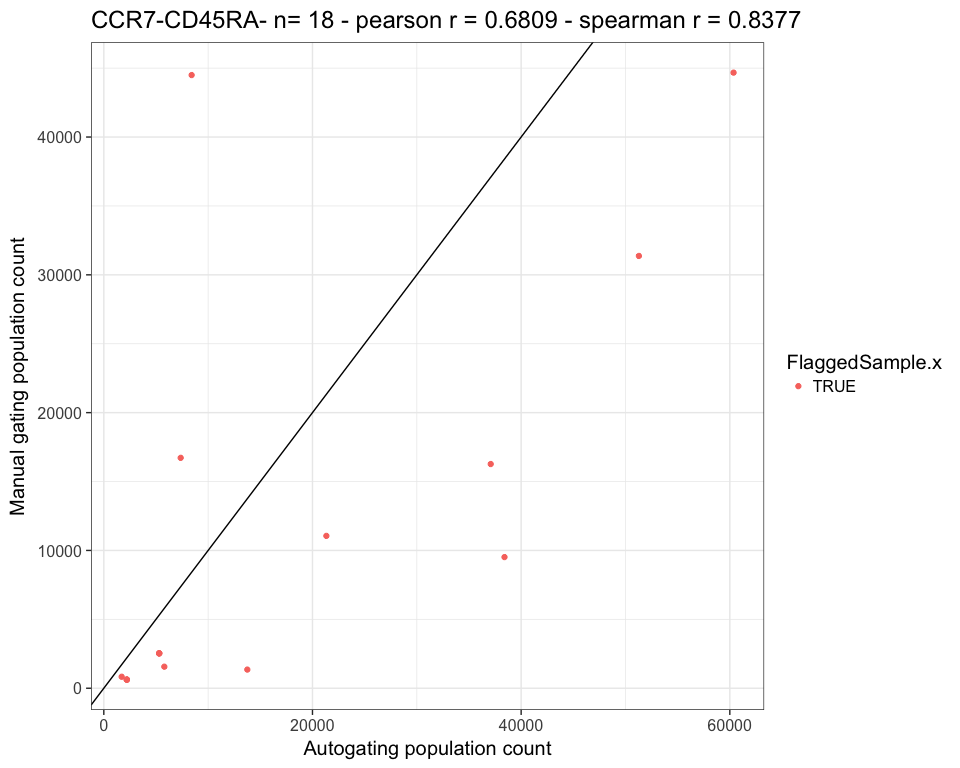 CCR7-CD45RA- n= 18 - pearson r = 0.6809 - spearman r = 0.8377
Manual gating population count
40000
30000
20000
10000
0
0 20000 40000 60000
Autogating population count
FlaggedSample.x
TRUE